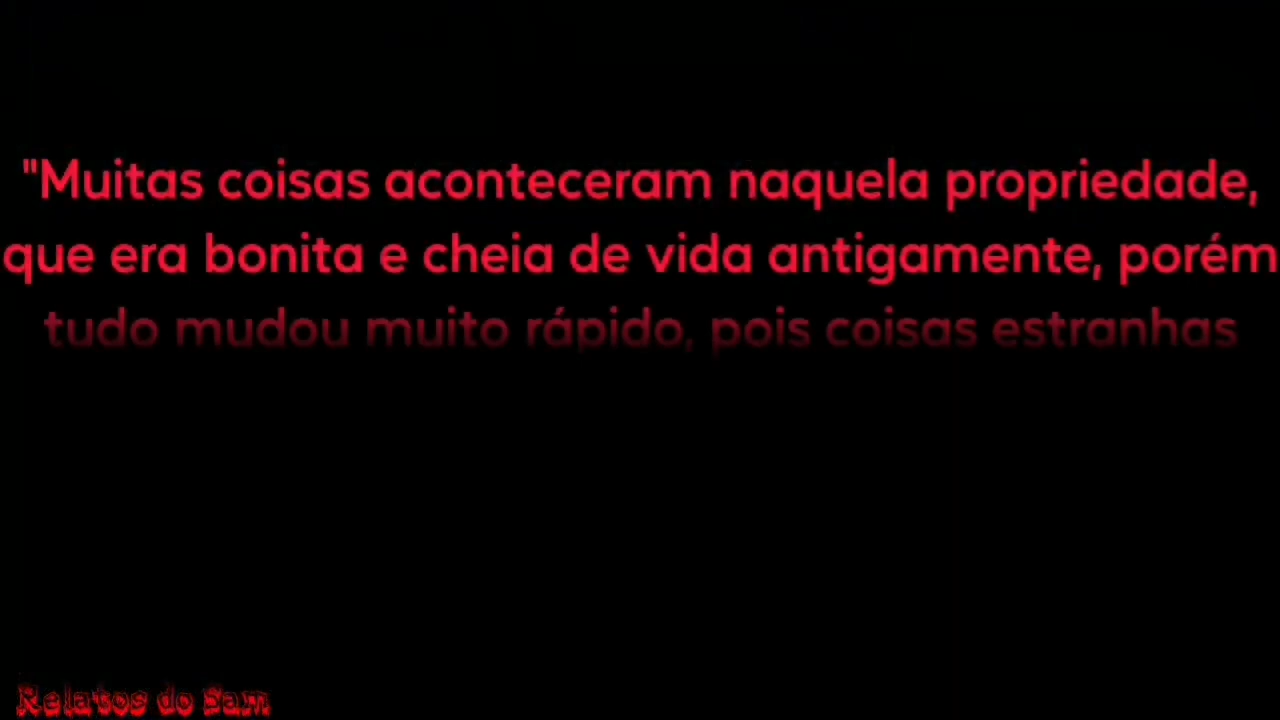 "Muitas coisas aconteceram naquela propriedade,
que era bonita e cheia de vida antigamente, porém
tudo mudou muito rápido, pois coisas estranhas
Relatos do Sam